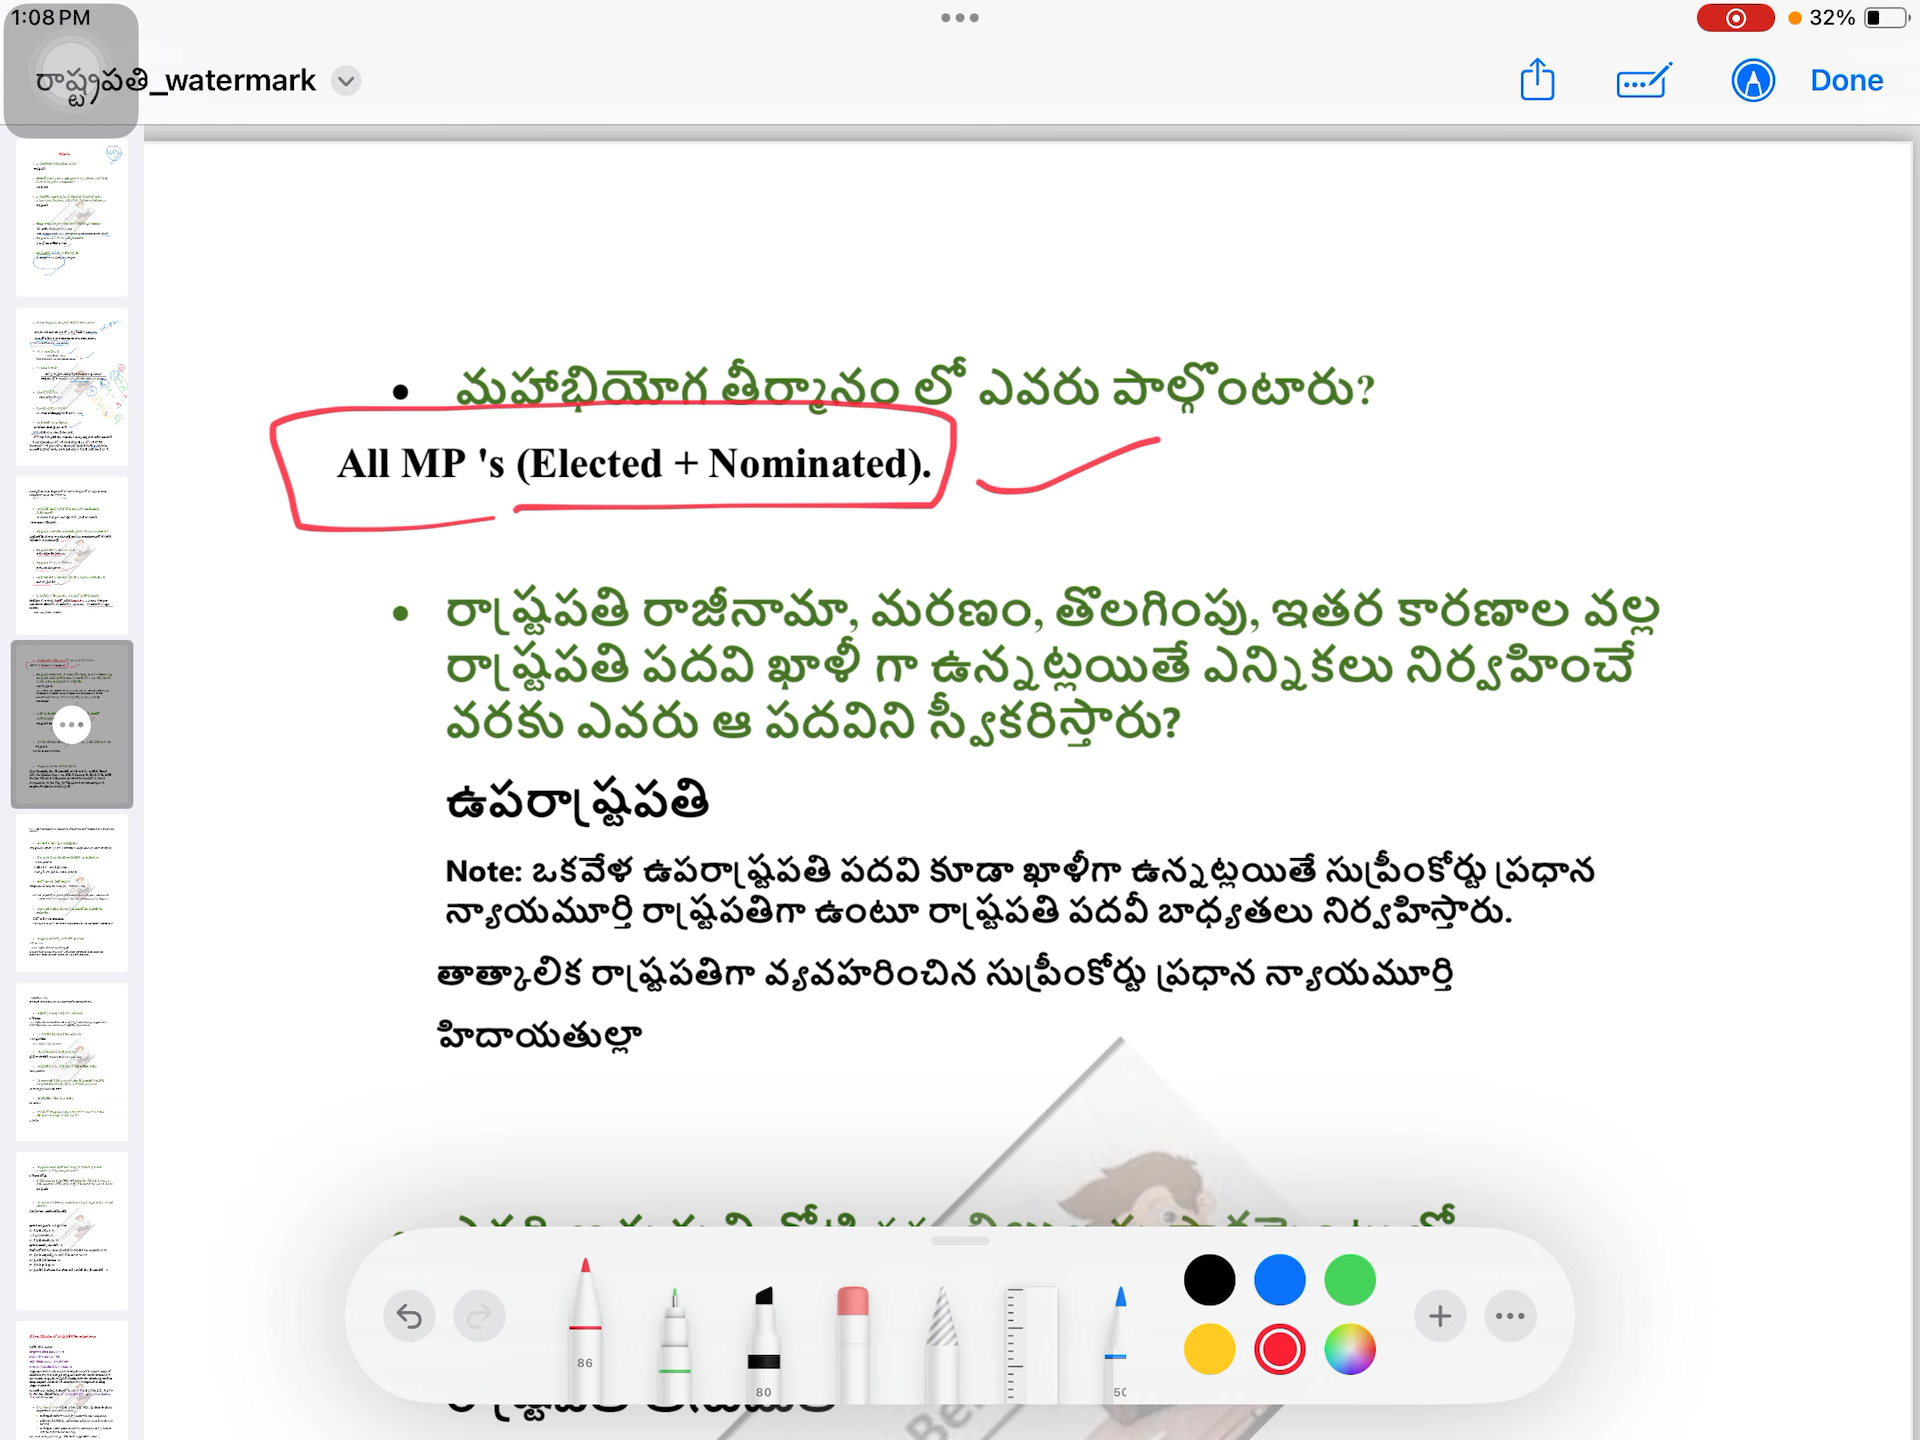 1:08 PM
32%
రాష్ట్రపతి_watermark
Done
• మహాభియోగ తీర్మానం లో ఎవరు పాల్గొంటారు?
All MP 's (Elected + Nominated).
• రాష్ట్రపతి రాజీనామా, మరణం, తొలగింపు, ఇతర కారణాల వల్ల
రాష్ట్రపతి పదవి ఖాళీ గా ఉన్నట్లయితే ఎన్నికలు నిర్వహించే
వరకు ఎవరు ఆ పదవిని స్వీకరిస్తారు?
ఉపరాష్ట్రపతి
Note: ఒకవేళ ఉపరాష్ట్రపతి పదవి కూడా ఖాళీగా ఉన్నట్లయితే సుప్రీంకోర్టు ప్రధాన
న్యాయమూర్తి రాష్ట్రపతిగా ఉంటూ రాష్ట్రపతి పదవీ బాధ్యతలు నిర్వహిస్తారు.
తాత్కాలిక రాష్ట్రపతిగా వ్యవహరించిన సుప్రీంకోర్టు ప్రధాన న్యాయమూర్తి
హిదాయతుల్లా
86
80
50